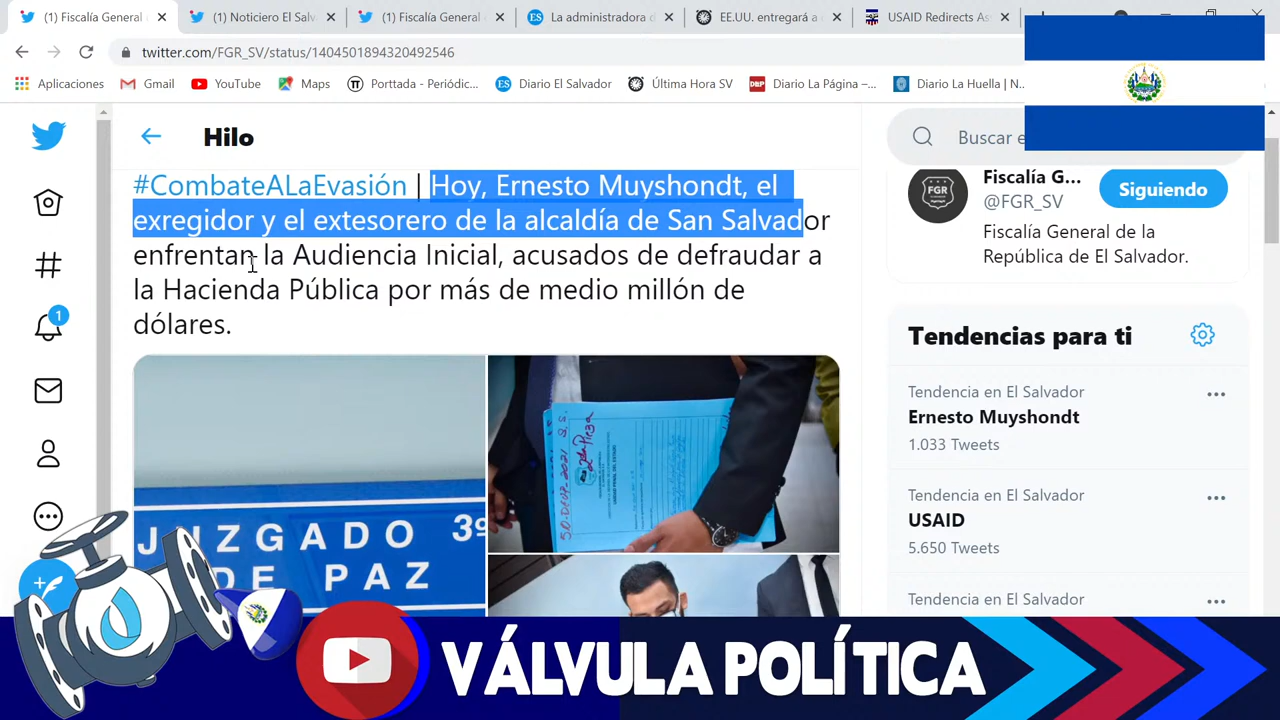 (1) Fiscalía General
(1) Noticiero El Salv
(1) Fiscalía General
La administradora d
EE.UU. entregará a
USAID Redirects As
twitter.com/FGR_SV/status/1404501894320492546
Aplicaciones
Gmail
YouTube
Maps
Porttada - Periódic...
Diario El Salvador
Última Hora SV
Diario La Página –...
Diario La Huella | N...
Hilo
Buscar e
#CombateALaEvasión | Hoy, Ernesto Muyshondt, el
exregidor y el extesorero de la alcaldía de San Salvador
enfrentan la Audiencia Inicial, acusados de defraudar a
la Hacienda Pública por más de medio millón de
dólares.
FGR
Fiscalía G...
@FGR_SV
Siguiendo
Fiscalía General de la
República de El Salvador.
Tendencias para ti
Tendencia en El Salvador
Ernesto Muyshondt
1.033 Tweets
Tendencia en El Salvador
USAID
5.650 Tweets
Tendencia en El Salvador
1
JUZGADO 3º
DE PAZ
VÁLVULA POLÍTICA